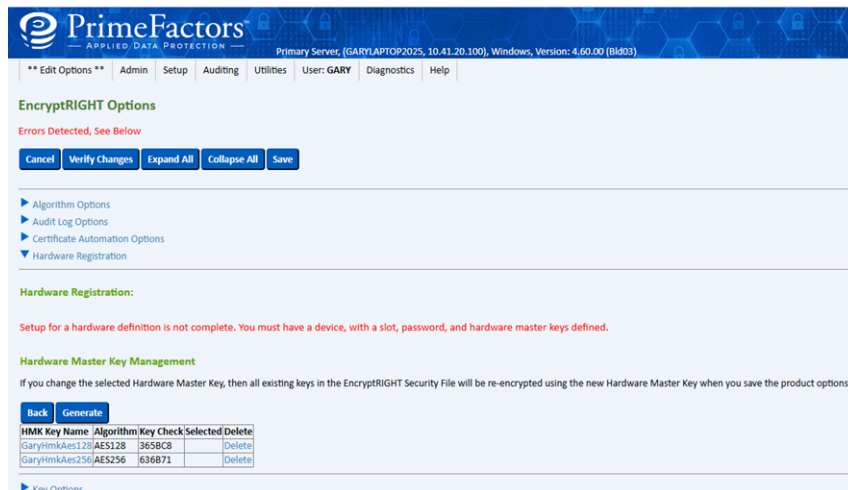 PrimeFactors™
APPLIED DATA PROTECTION
Primary Server, (GARYLAPTOP2025, 10.41.20.100), Windows, Version: 4.60.00 (Bld03)
** Edit Options ** Admin Setup Auditing Utilities User: GARY Diagnostics Help
EncryptRIGHT Options
Errors Detected, See Below
Cancel Verify Changes Expand All Collapse All Save
Algorithm Options
Audit Log Options
Certificate Automation Options
Hardware Registration
Hardware Registration:
Setup for a hardware definition is not complete. You must have a device, with a slot, password, and hardware master keys defined.
Hardware Master Key Management
If you change the selected Hardware Master Key, then all existing keys in the EncryptRIGHT Security File will be re-encrypted using the new Hardware Master Key when you save the product options
Back Generate
HMK Key Name Algorithm Key Check Selected Delete
GaryHmkAes128 AES128 365BC8 Delete
GaryHmkAes256 AES256 636B71 Delete
Key Options